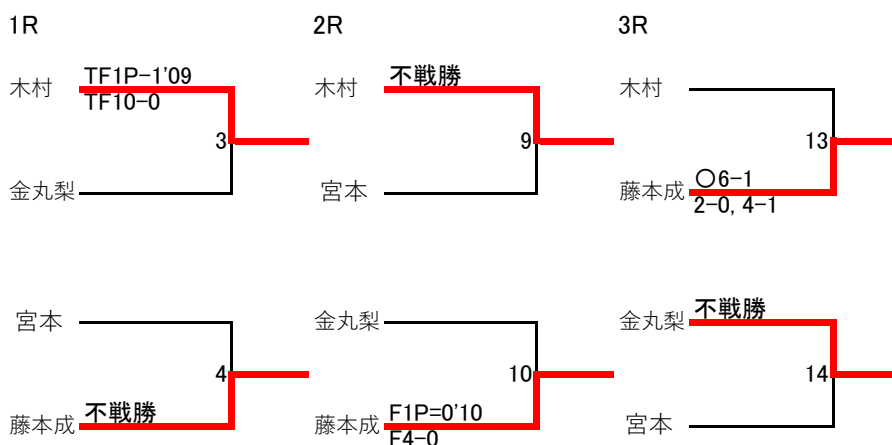 1R
2R
3R
木村
TF1P-1'09
TF10-0
3
金丸梨
木村
不戦勝
9
宮本
木村
13
藤本成
〇6-1
2-0, 4-1
宮本
4
藤本成
不戦勝
金丸梨
10
藤本成
F1P=0'10
F4-0
金丸梨
不戦勝
14
宮本